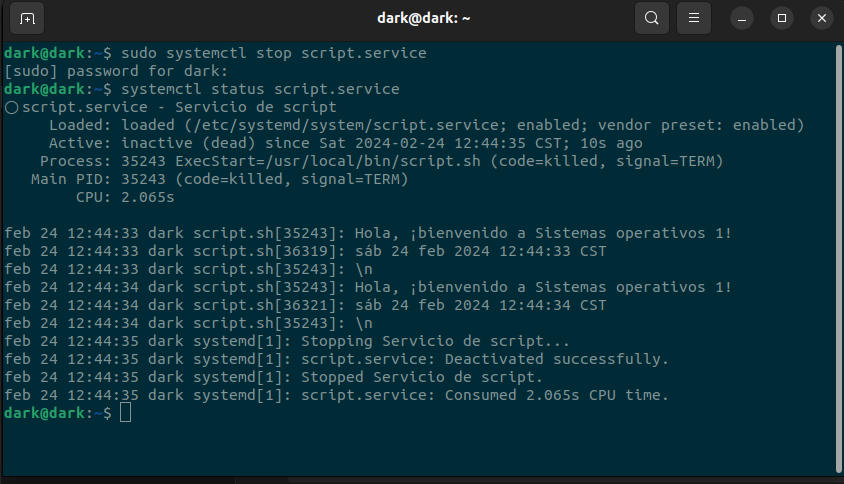 dark@dark: ~
dark@dark:~$ sudo systemctl stop script.service
[sudo] password for dark:
dark@dark:~$ systemctl status script.service
○ script.service - Servicio de script
     Loaded: loaded (/etc/systemd/system/script.service; enabled; vendor preset: enabled)
     Active: inactive (dead) since Sat 2024-02-24 12:44:35 CST; 10s ago
    Process: 35243 ExecStart=/usr/local/bin/script.sh (code=killed, signal=TERM)
   Main PID: 35243 (code=killed, signal=TERM)
        CPU: 2.065s

feb 24 12:44:33 dark script.sh[35243]: Hola, ¡bienvenido a Sistemas operativos 1!
feb 24 12:44:33 dark script.sh[36319]: sáb 24 feb 2024 12:44:33 CST
feb 24 12:44:33 dark script.sh[35243]: \n
feb 24 12:44:34 dark script.sh[35243]: Hola, ¡bienvenido a Sistemas operativos 1!
feb 24 12:44:34 dark script.sh[36321]: sáb 24 feb 2024 12:44:34 CST
feb 24 12:44:34 dark script.sh[35243]: \n
feb 24 12:44:35 dark systemd[1]: Stopping Servicio de script...
feb 24 12:44:35 dark systemd[1]: script.service: Deactivated successfully.
feb 24 12:44:35 dark systemd[1]: Stopped Servicio de script.
feb 24 12:44:35 dark systemd[1]: script.service: Consumed 2.065s CPU time.
dark@dark:~$